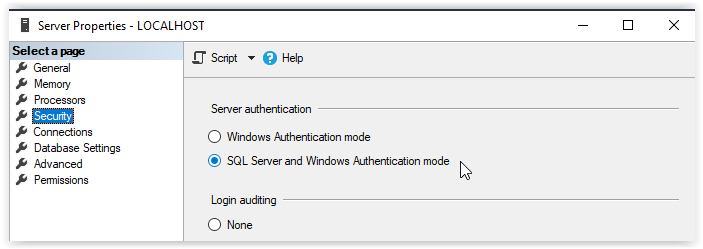 Server Properties - LOCALHOST
Select a page
General
Memory
Processors
Security
Connections
Database Settings
Advanced
Permissions
Script
Help
Server authentication
Windows Authentication mode
SQL Server and Windows Authentication mode
Login auditing
None